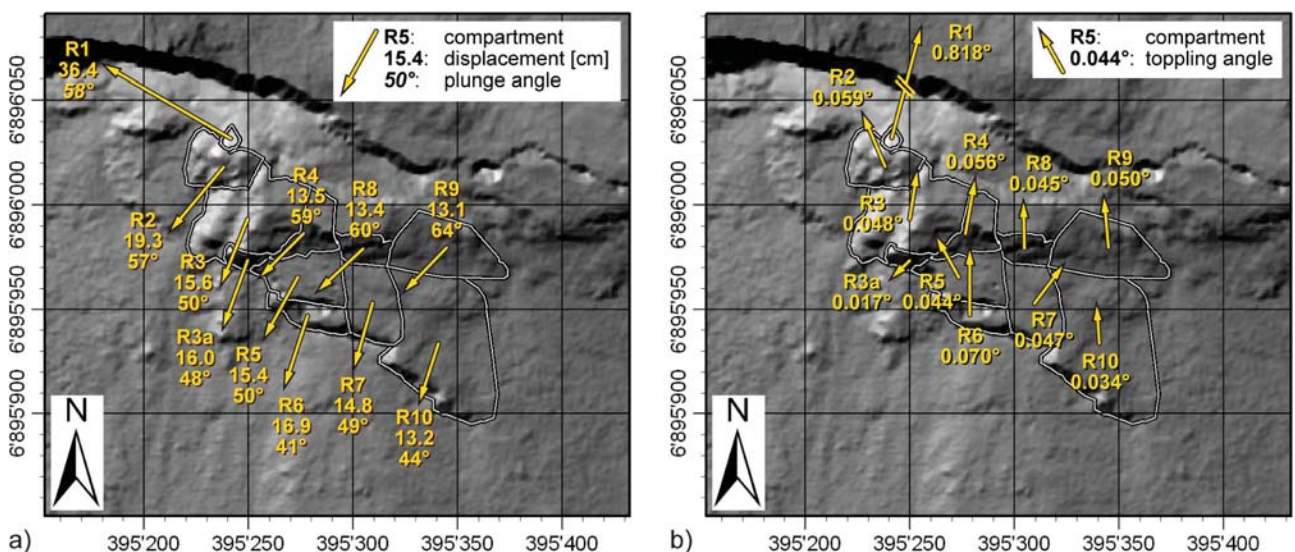 R5: compartment
15.4: displacement [cm]
50°: plunge angle
R1
36.4
58°
R2
19.3
57°
R3
15.6
50°
R3a
16.0
48°
R4
13.5
59°
R5
15.4
50°
R6
16.9
41°
R8
13.4
60°
R7
14.8
49°
R9
13.1
64°
R10
13.2
44°
6'896'050
6'896'000
6'895'950
6'895'900
N
a)
395'200 395'250 395'300 395'350 395'400
R5: compartment
0.044°: toppling angle
R1
0.818°
R2
0.059°
R4
0.056°
R8
0.045°
R9
0.050°
R3
0.048°
R3a
0.017°
R5
0.044°
R6
0.070°
R7
0.047°
R10
0.034°
6'896'050
6'896'000
6'895'950
6'895'900
N
b)
395'200 395'250 395'300 395'350 395'400